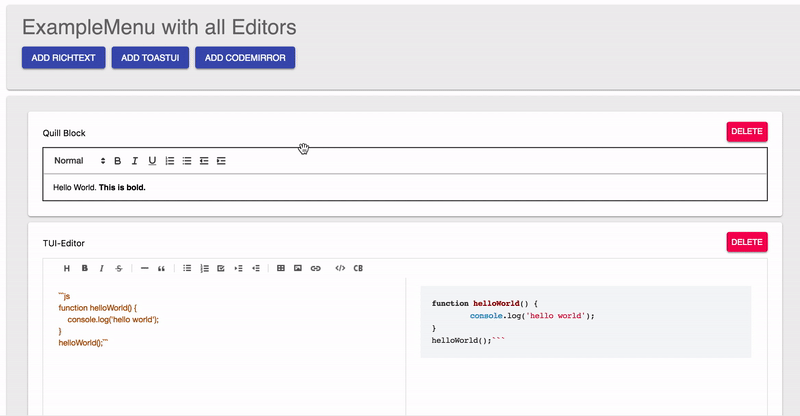 ExampleMenu with all Editors
ADD RICHTEXT ADD TOASTUI ADD CODEMIRROR
Quill Block DELETE
Normal B I U
Hello World. This is bold.
TUI-Editor DELETE
H B I S CB
```js
function helloWorld() {
console.log('hello world');
}
helloWorld();```
function helloWorld() {
console.log('hello world');
}
helloWorld();```